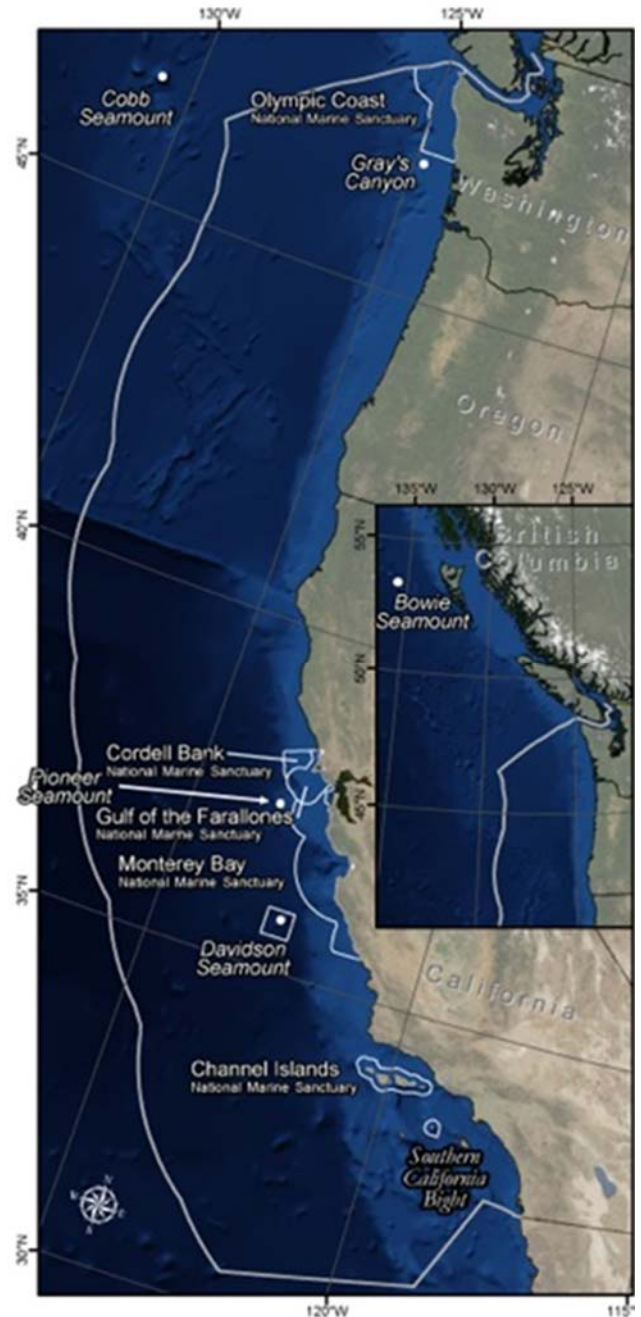 130°W
125°W
Cobb
Seamount
Olympic Coast
National Marine Sanctuary
45°N
Gray's
Canyon
Washington
Oregon
40°N
135°W
130°W
125°W
55°N
British
Columbia
Bowie
Seamount
50°N
45°N
Cordell Bank
National Marine Sanctuary
Pioneer
Seamount
Gulf of the Farallones
National Marine Sanctuary
Monterey Bay
National Marine Sanctuary
35°N
Davidson
Seamount
California
Channel Islands
National Marine Sanctuary
Southern
California
Bight
N
W
E
S
30°N
120°W
115°W